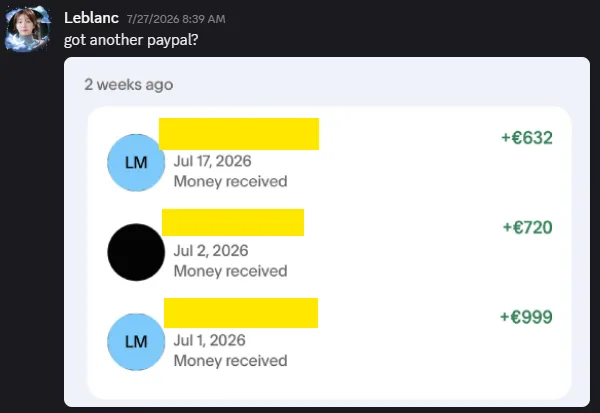 Leblanc 7/27/2026 8:39 AM
got another paypal?
2 weeks ago
+€632
LM
Jul 17, 2026
Money received
+€720
Jul 2, 2026
Money received
+€999
LM
Jul 1, 2026
Money received